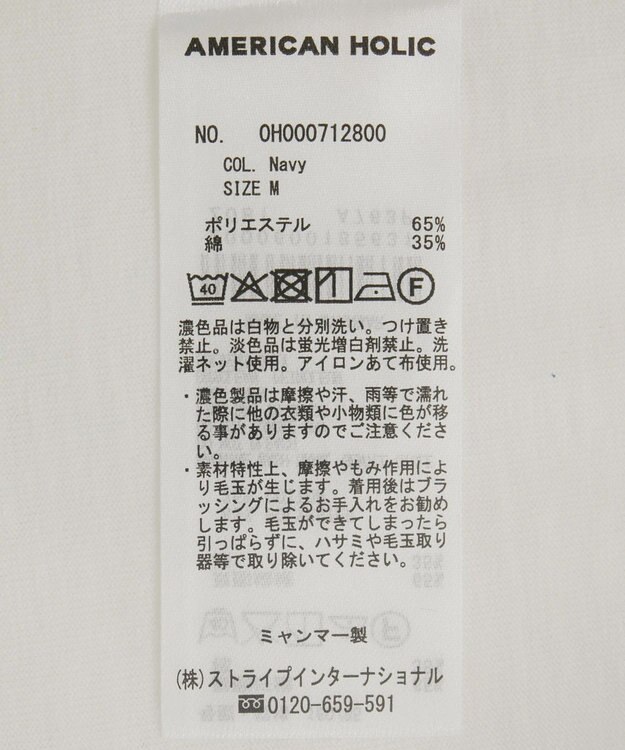 AMERICAN HOLIC
NO. OH000712800
COL. Navy
SIZE M
ポリエステル 65%
綿 35%
40 F
濃色品は白物と分別洗い。つけ置き
禁止。淡色品は蛍光増白剤禁止。洗
濯ネット使用。アイロンあて布使用。
・濃色製品は摩擦や汗、雨等で濡れ
た際に他の衣類や小物類に色が移
る事がありますのでご注意くださ
い。
・素材特性上、摩擦やもみ作用によ
り毛玉が生じます。着用後はブラ
ッシングによるお手入れをお勧め
します。毛玉ができてしまったら
引っぱらずに、ハサミや毛玉取り
器等で取り除いてください。
ミャンマー製
(株)ストライプインターナショナル
0120-659-591